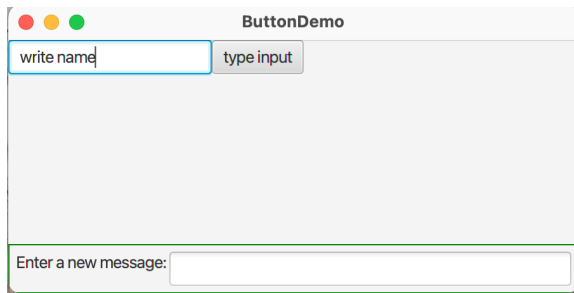 ButtonDemo
write name type input
Enter a new message: